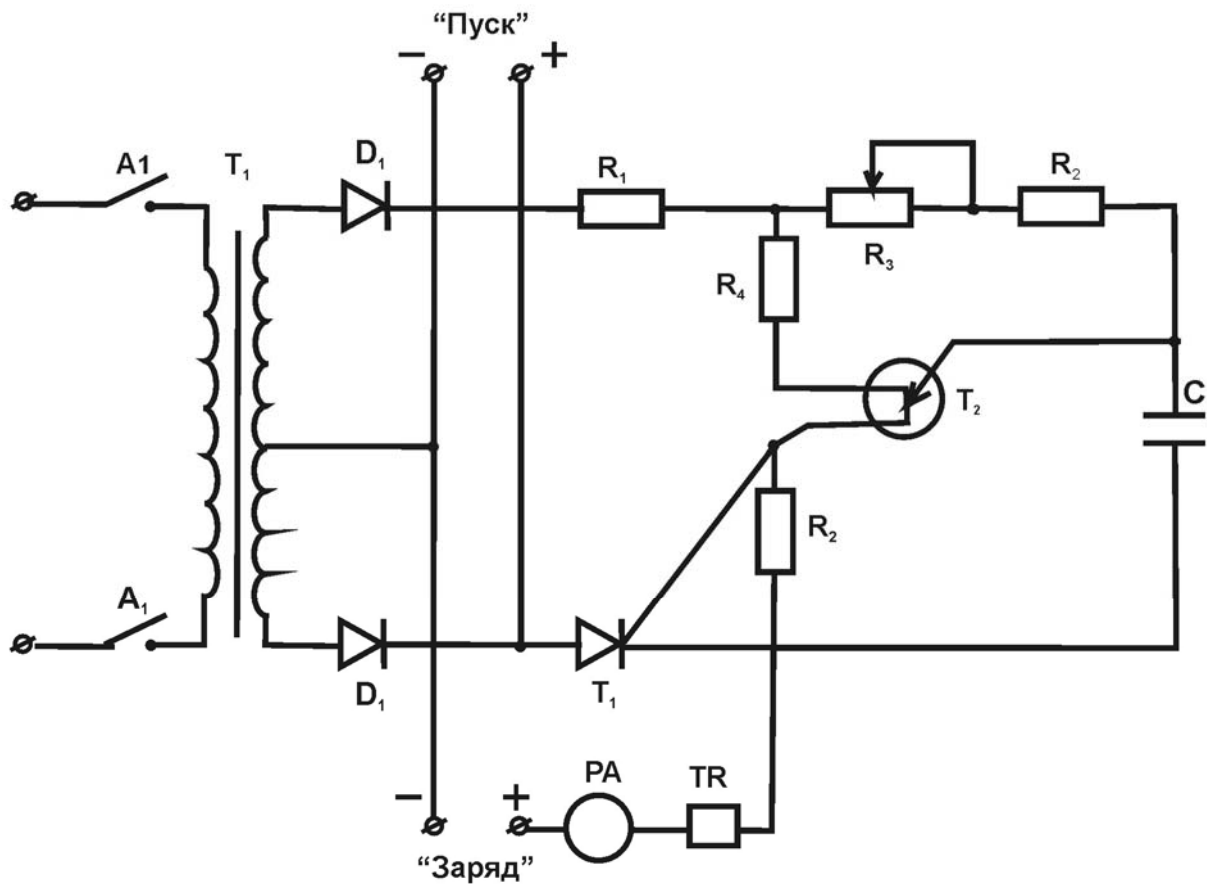 “Пуск”
− +
A1
T₁
D₁
R₁
R₂
R₃
R₄
T₂
C
R₂
A₁
D₁
T₁
PA
TR
− +
“Заряд”